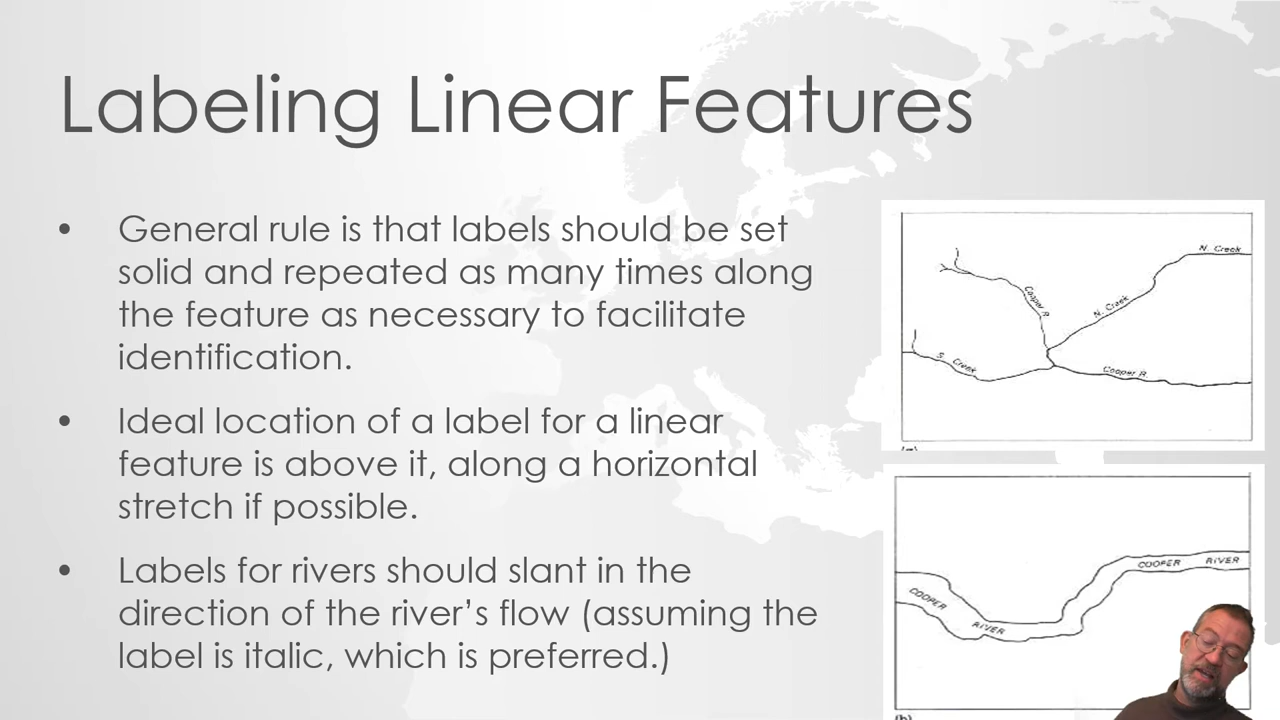 Labeling Linear Features
• General rule is that labels should be set
solid and repeated as many times along
the feature as necessary to facilitate
identification.
• Ideal location of a label for a linear
feature is above it, along a horizontal
stretch if possible.
• Labels for rivers should slant in the
direction of the river’s flow (assuming the
label is italic, which is preferred.)
N. Creek
Cooper R.
N. Creek
S. Creek
Cooper R.
(a)
COOPER RIVER
COOPER
RIVER
(b)